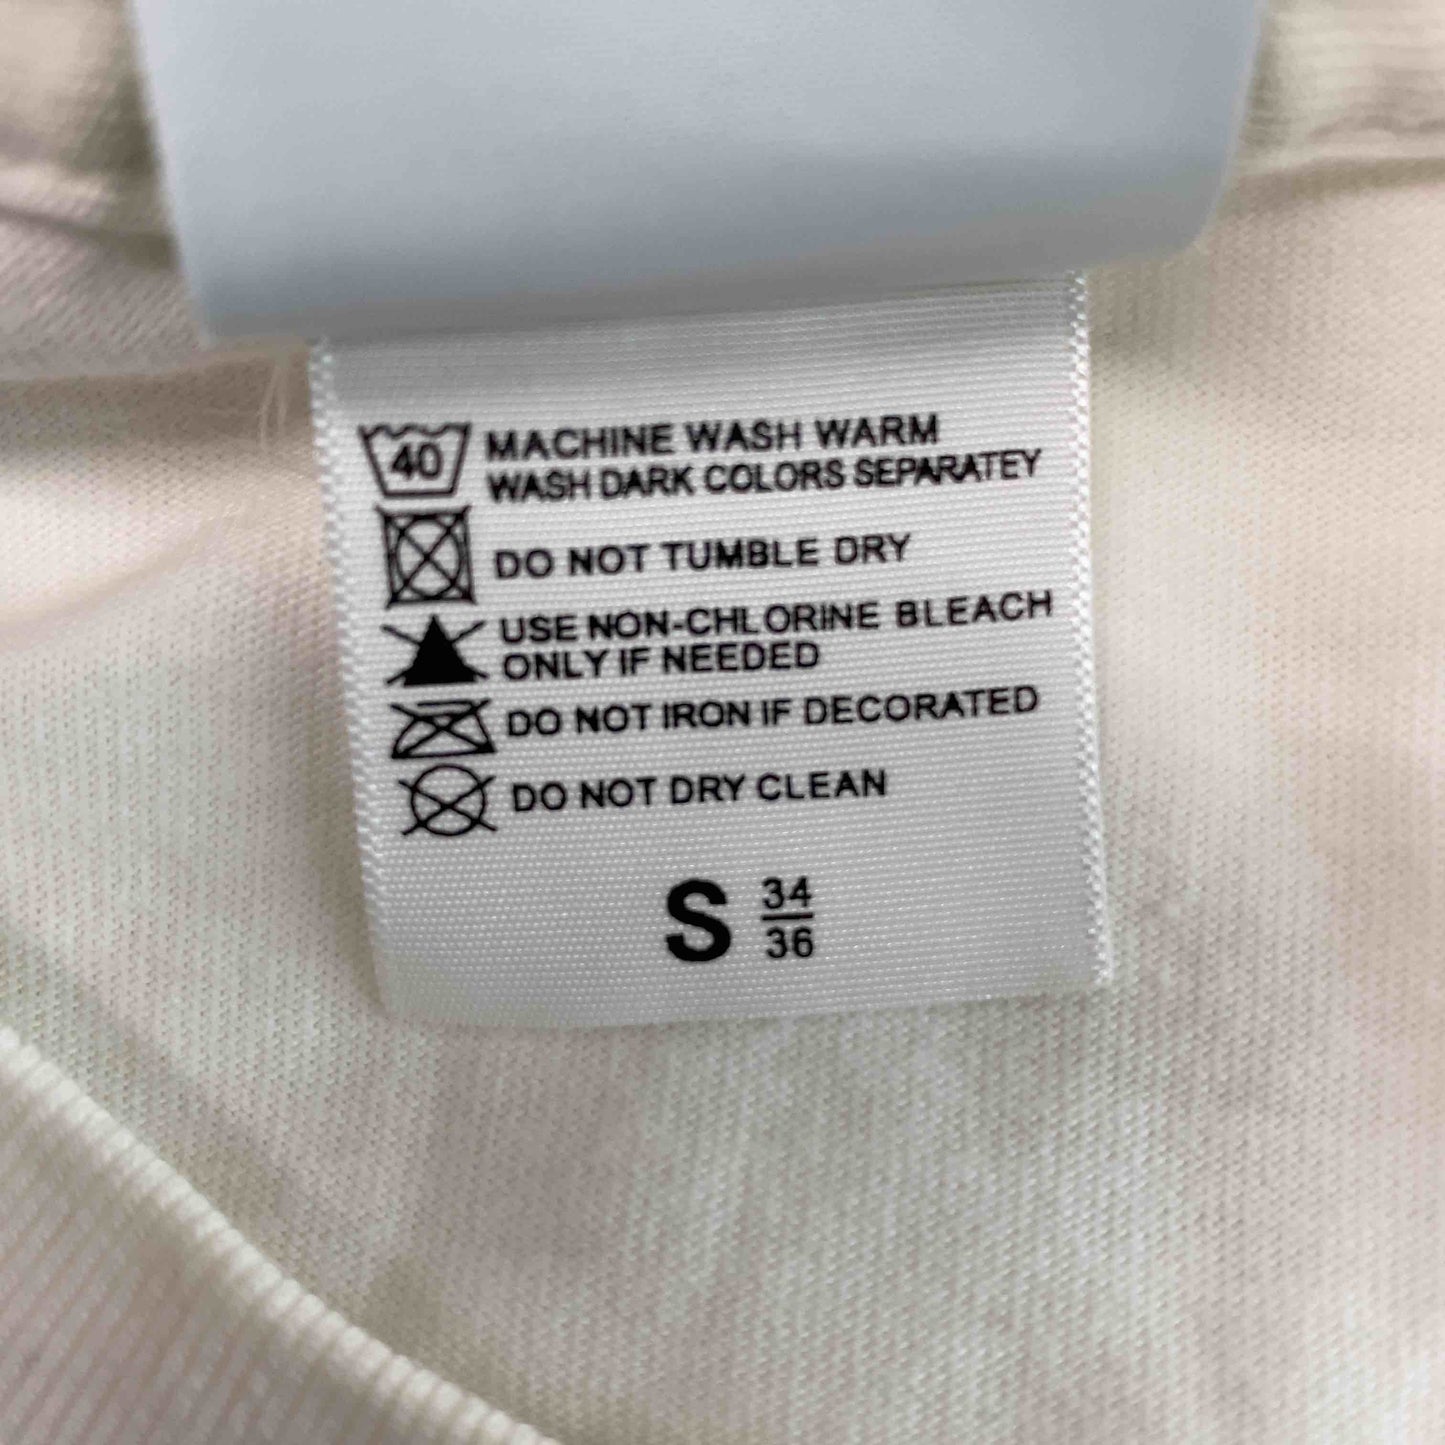 40 MACHINE WASH WARM
WASH DARK COLORS SEPARATEY
DO NOT TUMBLE DRY
USE NON-CHLORINE BLEACH
ONLY IF NEEDED
DO NOT IRON IF DECORATED
DO NOT DRY CLEAN
S 34
36